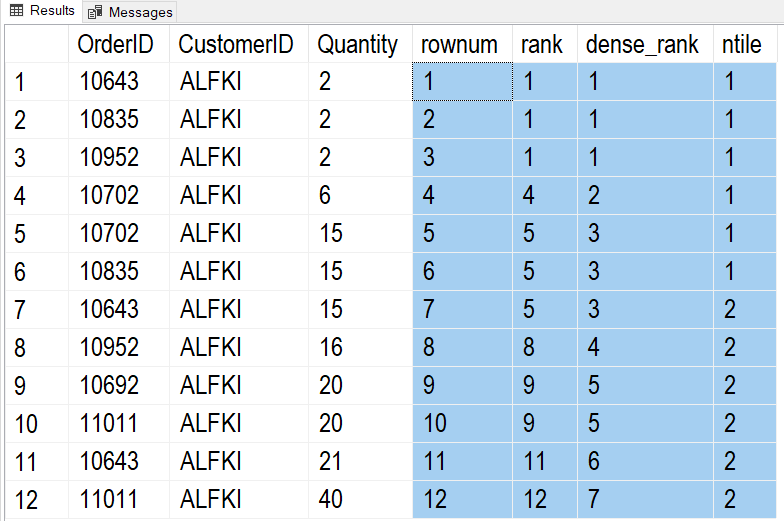 Results Messages
OrderID CustomerID Quantity rownum rank dense_rank ntile
1 10643 ALFKI 2 1 1 1 1
2 10835 ALFKI 2 2 1 1 1
3 10952 ALFKI 2 3 1 1 1
4 10702 ALFKI 6 4 4 2 1
5 10702 ALFKI 15 5 5 3 1
6 10835 ALFKI 15 6 5 3 1
7 10643 ALFKI 15 7 5 3 2
8 10952 ALFKI 16 8 8 4 2
9 10692 ALFKI 20 9 9 5 2
10 11011 ALFKI 20 10 9 5 2
11 10643 ALFKI 21 11 11 6 2
12 11011 ALFKI 40 12 12 7 2